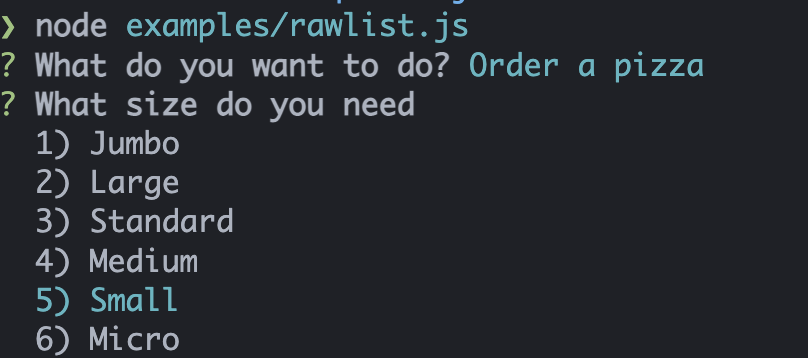 ❯ node examples/rawlist.js
? What do you want to do? Order a pizza
? What size do you need
1) Jumbo
2) Large
3) Standard
4) Medium
5) Small
6) Micro